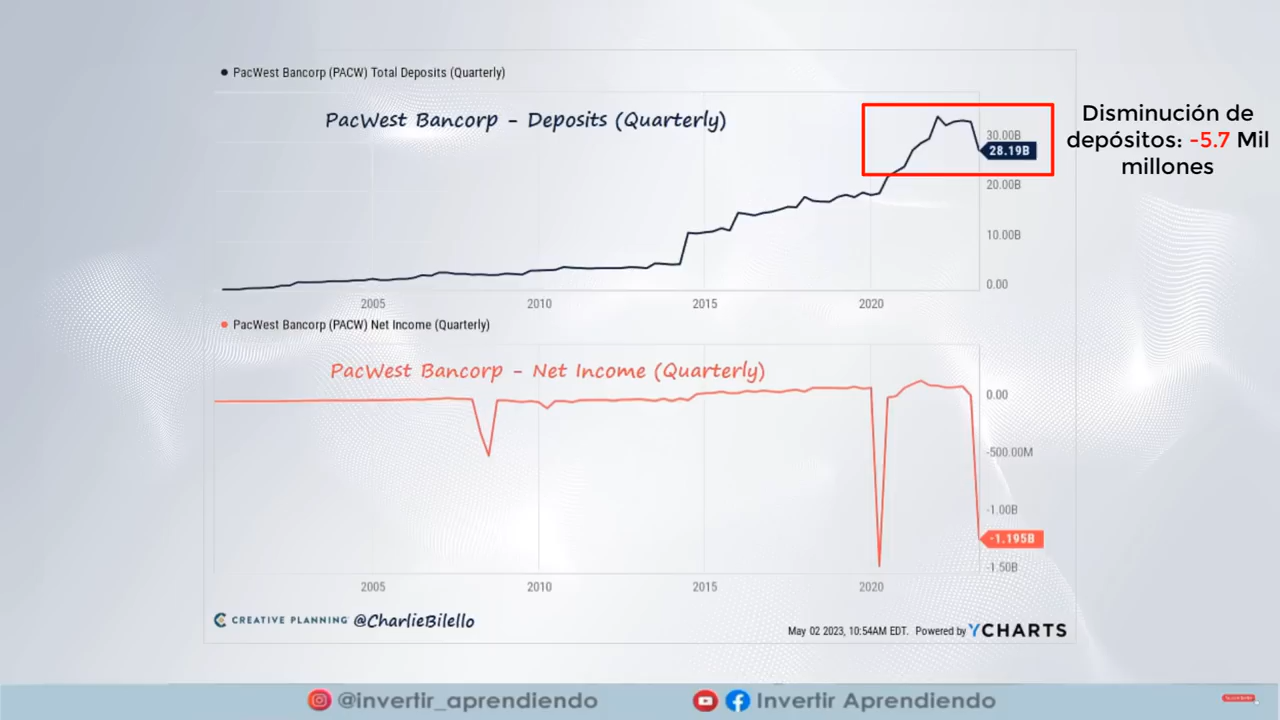 PacWest Bancorp (PACW) Total Deposits (Quarterly)
PacWest Bancorp - Deposits (Quarterly)
Disminución de
depósitos: -5.7 Mil
millones
30.00B
28.19B
20.00B
10.00B
0.00
2005 2010 2015 2020
PacWest Bancorp (PACW) Net Income (Quarterly)
PacWest Bancorp - Net Income (Quarterly)
0.00
-500.00M
-1.00B
-1.195B
-1.50B
2005 2010 2015 2020
CREATIVE PLANNING @CharlieBilello
May 02 2023, 10:54AM EDT. Powered by YCHARTS
@invertir_aprendiendo
Invertir Aprendiendo